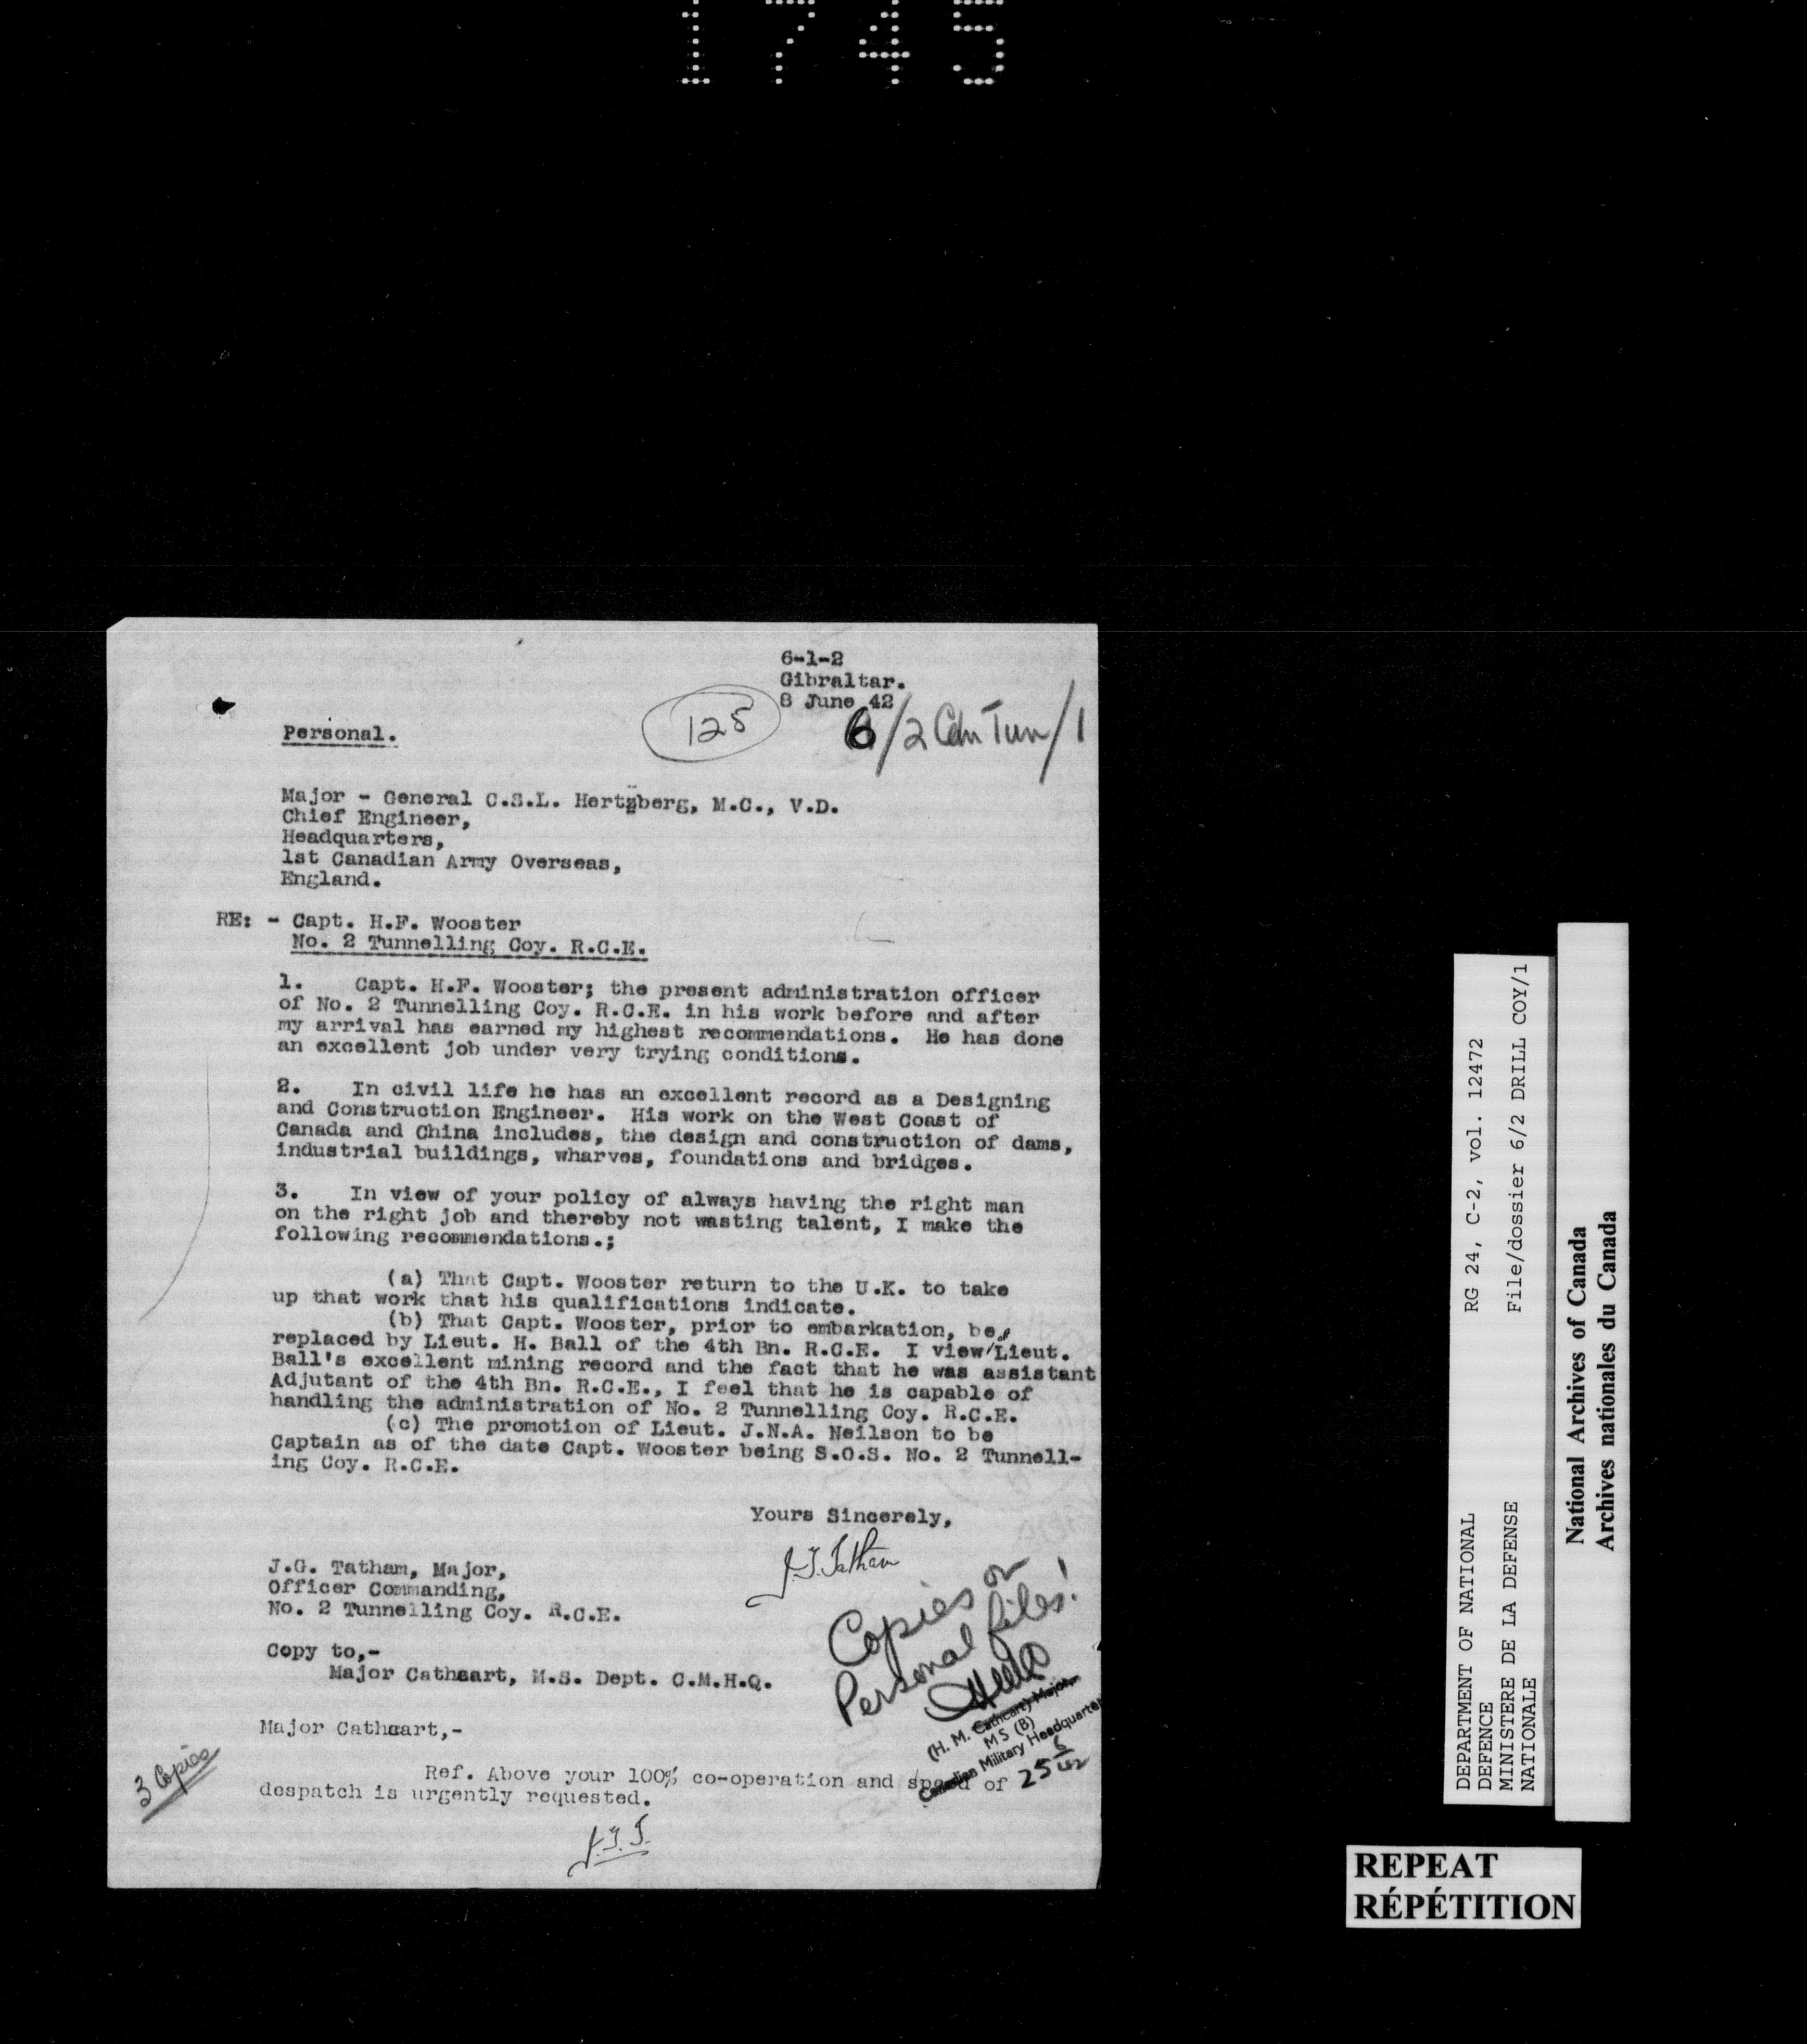 1745
6-1-2
Gibraltar.
8 June 42
125
6/2 Cdn Tun/1
Personal.
Major - General C.S.L. Hertzberg, M.C., V.D.
Chief Engineer,
Headquarters,
1st Canadian Army Overseas,
England.
RE: - Capt. H.F. Wooster
No. 2 Tunnelling Coy. R.C.E.
1. Capt. H.F. Wooster; the present administration officer
of No. 2 Tunnelling Coy. R.C.E. in his work before and after
my arrival has earned my highest recommendations. He has done
an excellent job under very trying conditions.
2. In civil life he has an excellent record as a Designing
and Construction Engineer. His work on the West Coast of
Canada and China includes, the design and construction of dams,
industrial buildings, wharves, foundations and bridges.
3. In view of your policy of always having the right man
on the right job and thereby not wasting talent, I make the
following recommendations.;
(a) That Capt. Wooster return to the U.K. to take
up that work that his qualifications indicate.
(b) That Capt. Wooster, prior to embarkation, be
replaced by Lieut. H. Ball of the 4th Bn. R.C.E. I view/of Lieut.
Ball's excellent mining record and the fact that he was assistant
Adjutant of the 4th Bn. R.C.E., I feel that he is capable of
handling the administration of No. 2 Tunnelling Coy. R.C.E.
(c) The promotion of Lieut. J.N.A. Neilson to be
Captain as of the date Capt. Wooster being S.O.S. No. 2 Tunnell-
ing Coy. R.C.E.
Yours Sincerely,
J.G. Tatham
J.G. Tatham, Major,
Officer Commanding,
No. 2 Tunnelling Coy. R.C.E.
Copies on
Personal files!
Copy to,-
Major Cathcart, M.S. Dept. C.M.H.Q.
(H. M. Cathcart) Major,
MS (B)
Canadian Military Headquarters
25 6/42
Major Cathcart,-
Ref. Above your 100% co-operation and speed of
despatch is urgently requested.
3 Copies
J.G.T.
DEPARTMENT OF NATIONAL
DEFENCE
MINISTERE DE LA DEFENSE
NATIONALE
RG 24, C-2, vol. 12472
File/dossier 6/2 DRILL COY/1
National Archives of Canada
Archives nationales du Canada
REPEAT
RÉPÉTITION